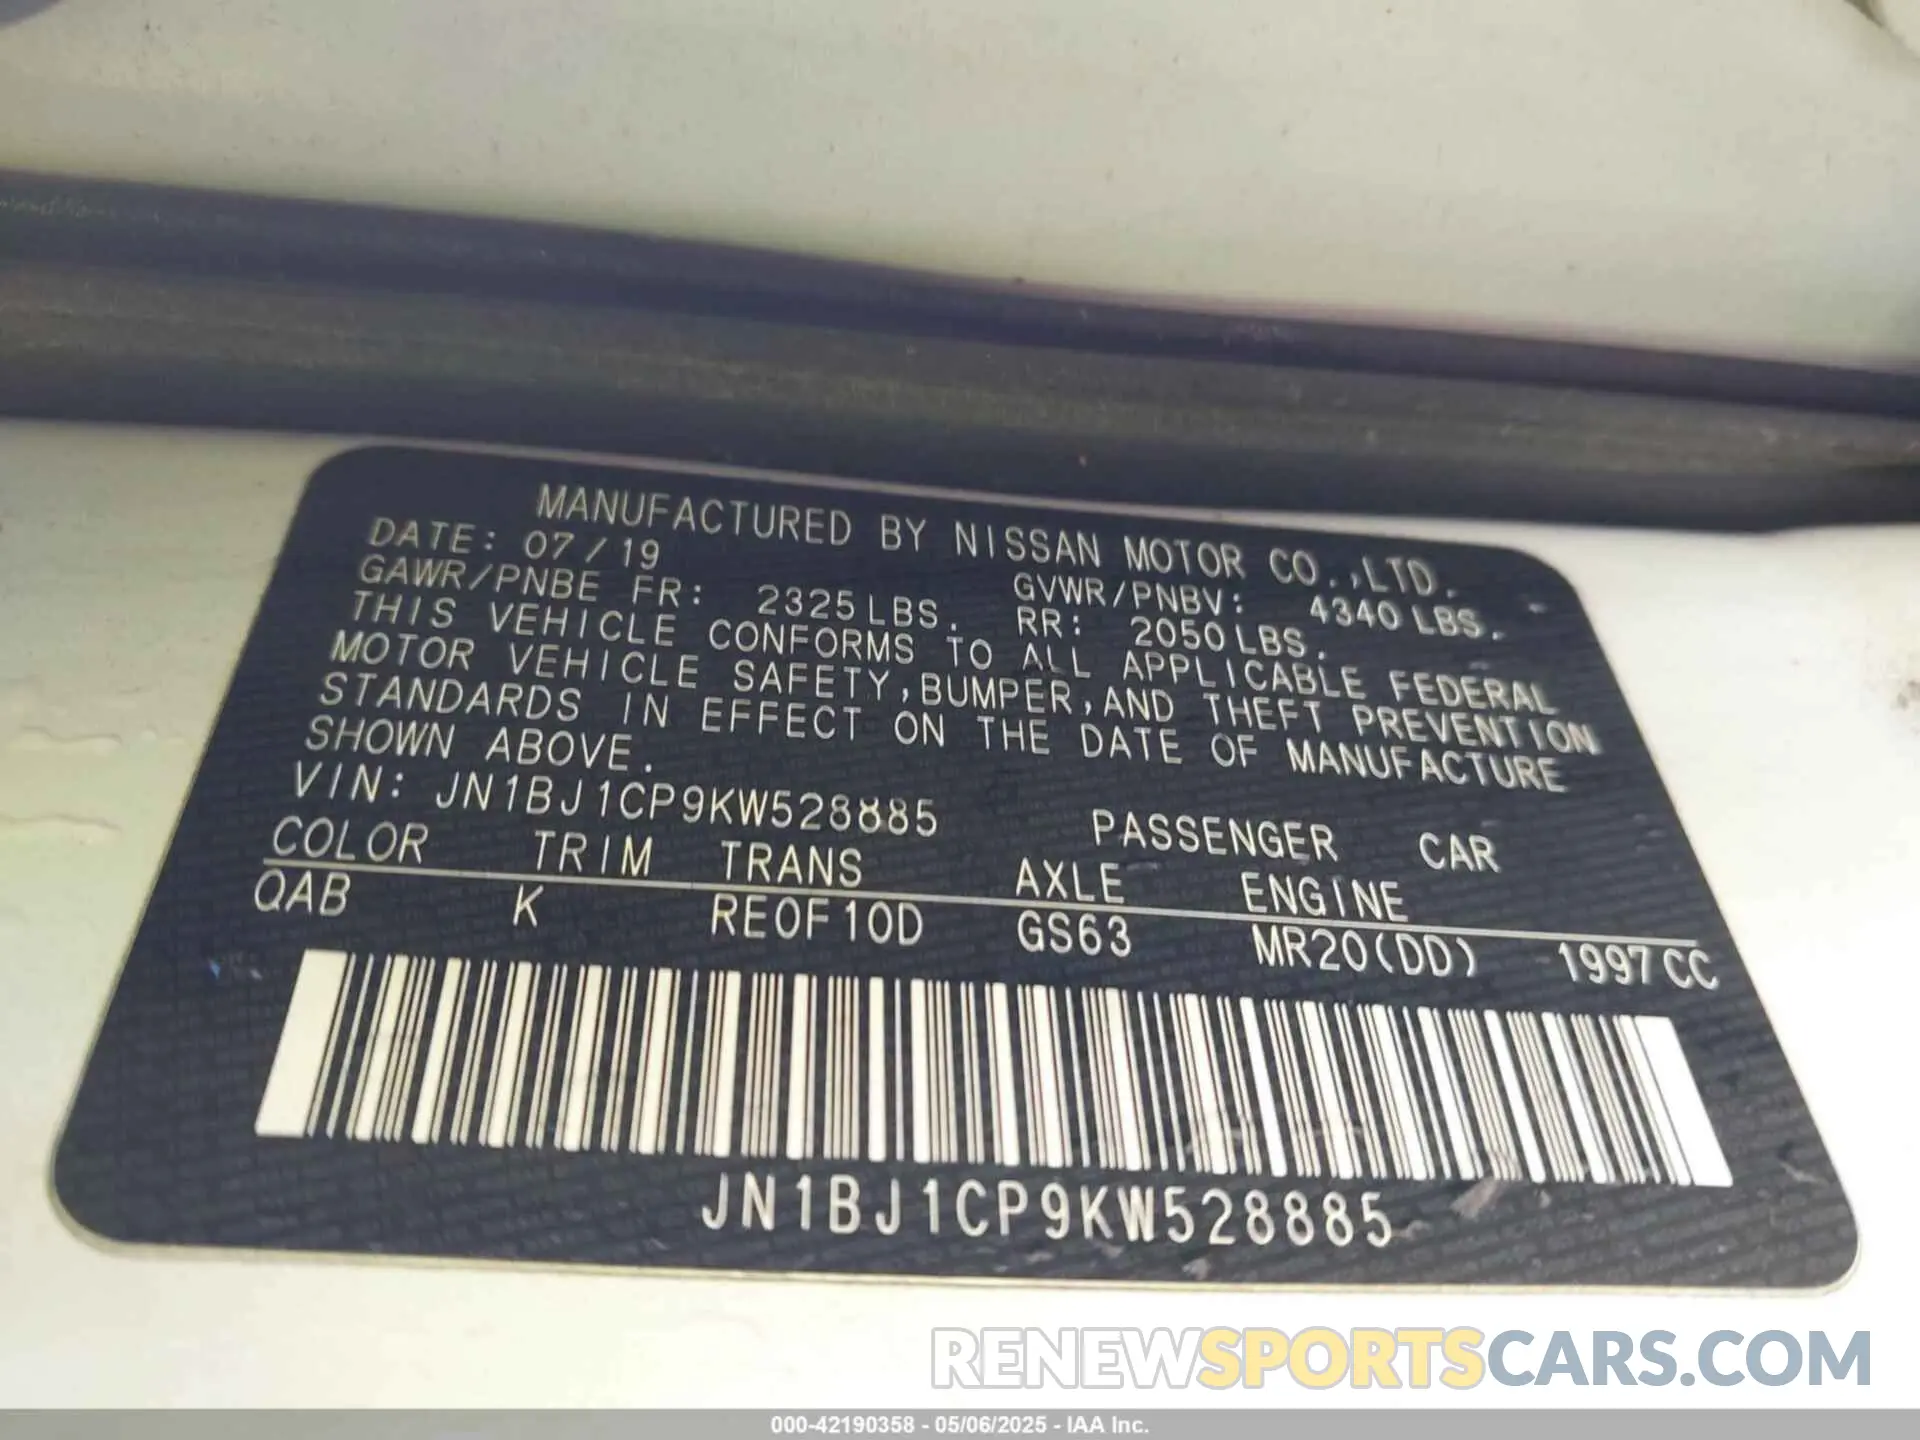 MANUFACTURED BY NISSAN MOTOR CO.,LTD.
DATE: 07/19 GVWR/PNBV: 4340 LBS.
GAWR/PNBE FR: 2325 LBS. RR: 2050 LBS.
THIS VEHICLE CONFORMS TO ALL APPLICABLE FEDERAL
MOTOR VEHICLE SAFETY,BUMPER,AND THEFT PREVENTION
STANDARDS IN EFFECT ON THE DATE OF MANUFACTURE
SHOWN ABOVE.
VIN: JN1BJ1CP9KW528885 PASSENGER CAR
COLOR TRIM TRANS AXLE ENGINE
QAB K RE0F10D GS63 MR20(DD) 1997CC
JN1BJ1CP9KW528885
RENEWSPORTSCARS.COM
000-42190358 - 05/06/2025 - IAA Inc.